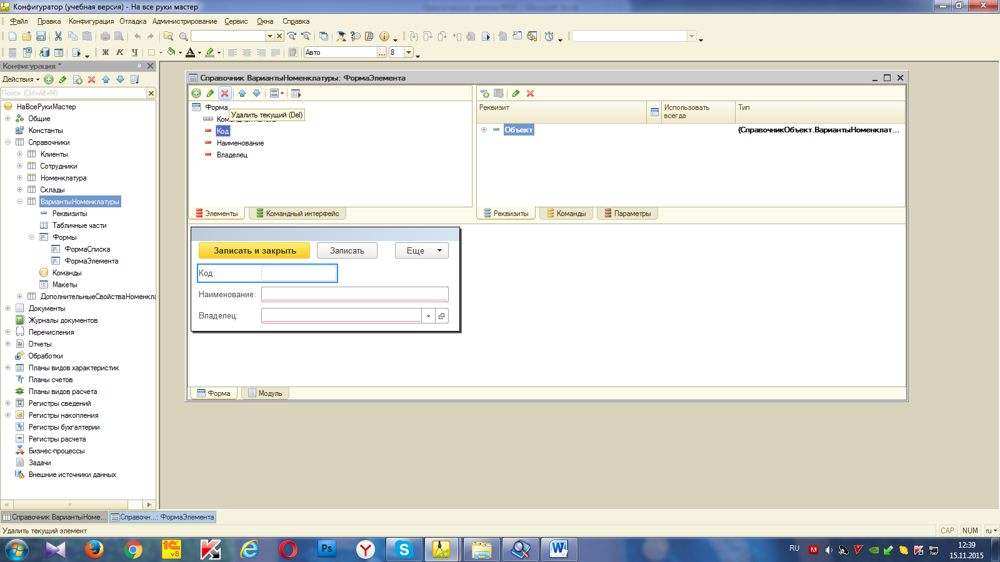 Конфигуратор (учебная версия) - На все руки мастер
Файл Правка Конфигурация Отладка Администрирование Сервис Окна Справка
Ж К Ч А Авто ... 8
Конфигурация *
Действия
Поиск (Ctrl+Alt+M)
НаВсеРукиМастер
Общие
Константы
Справочники
Клиенты
Сотрудники
Номенклатура
Склады
ВариантыНоменклатуры
Реквизиты
Табличные части
Формы
ФормаСписка
ФормаЭлемента
Команды
Макеты
ДополнительныеСвойстваНоменкла
Документы
Журналы документов
Перечисления
Отчеты
Обработки
Планы видов характеристик
Планы счетов
Планы видов расчета
Регистры сведений
Регистры накопления
Регистры бухгалтерии
Регистры расчета
Бизнес-процессы
Задачи
Внешние источники данных
Справочник ВариантыНоменклатуры: ФормаЭлемента
Форма
Удалить текущий (Del)
Код
Наименование
Владелец
Элементы Командный интерфейс
Реквизит Использовать всегда Тип
Объект (СправочникОбъект.ВариантыНоменклат...
Реквизиты Команды Параметры
Записать и закрыть Записать Еще
Код:
Наименование:
Владелец:
Форма Модуль
Справочник ВариантыНоме... Справочн...: ФормаЭлемента
Удалить текущий элемент CAP NUM ru
1С v8 Ps Y S W RU 12:39
15.11.2015